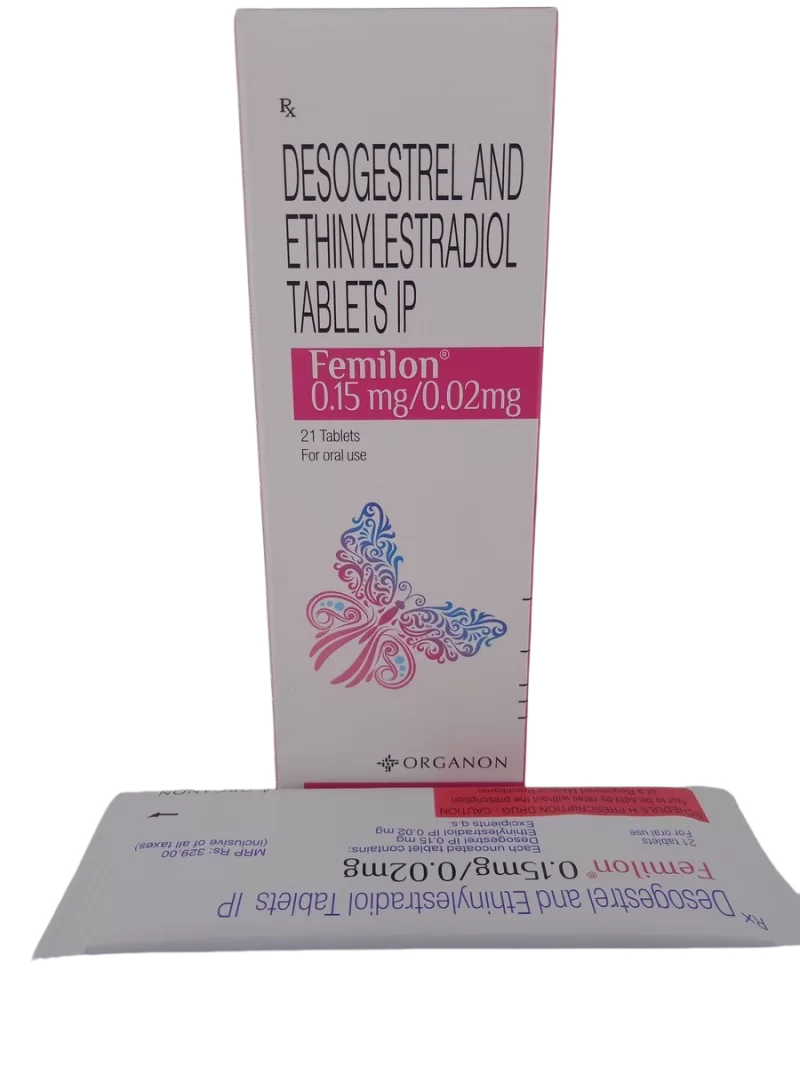 Rx
DESOGESTREL AND
ETHINYLESTRADIOL
TABLETS IP
Femilon®
0.15 mg/0.02mg
21 Tablets
For oral use
ORGANON
Rx
Desogestrel and Ethinylestradiol Tablets IP
Femilon® 0.15mg/0.02mg
21 tablets
For oral use
Each uncoated tablet contains:
Desogestrel IP 0.15 mg
Ethinylestradiol IP 0.02 mg
Excipients q.s.
MRP Rs: 329.00
(inclusive of all taxes)
SCHEDULE H PRESCRIPTION DRUG - CAUTION
Not to be sold by retail without the prescription
of a Registered Medical Practitioner
ORGANON